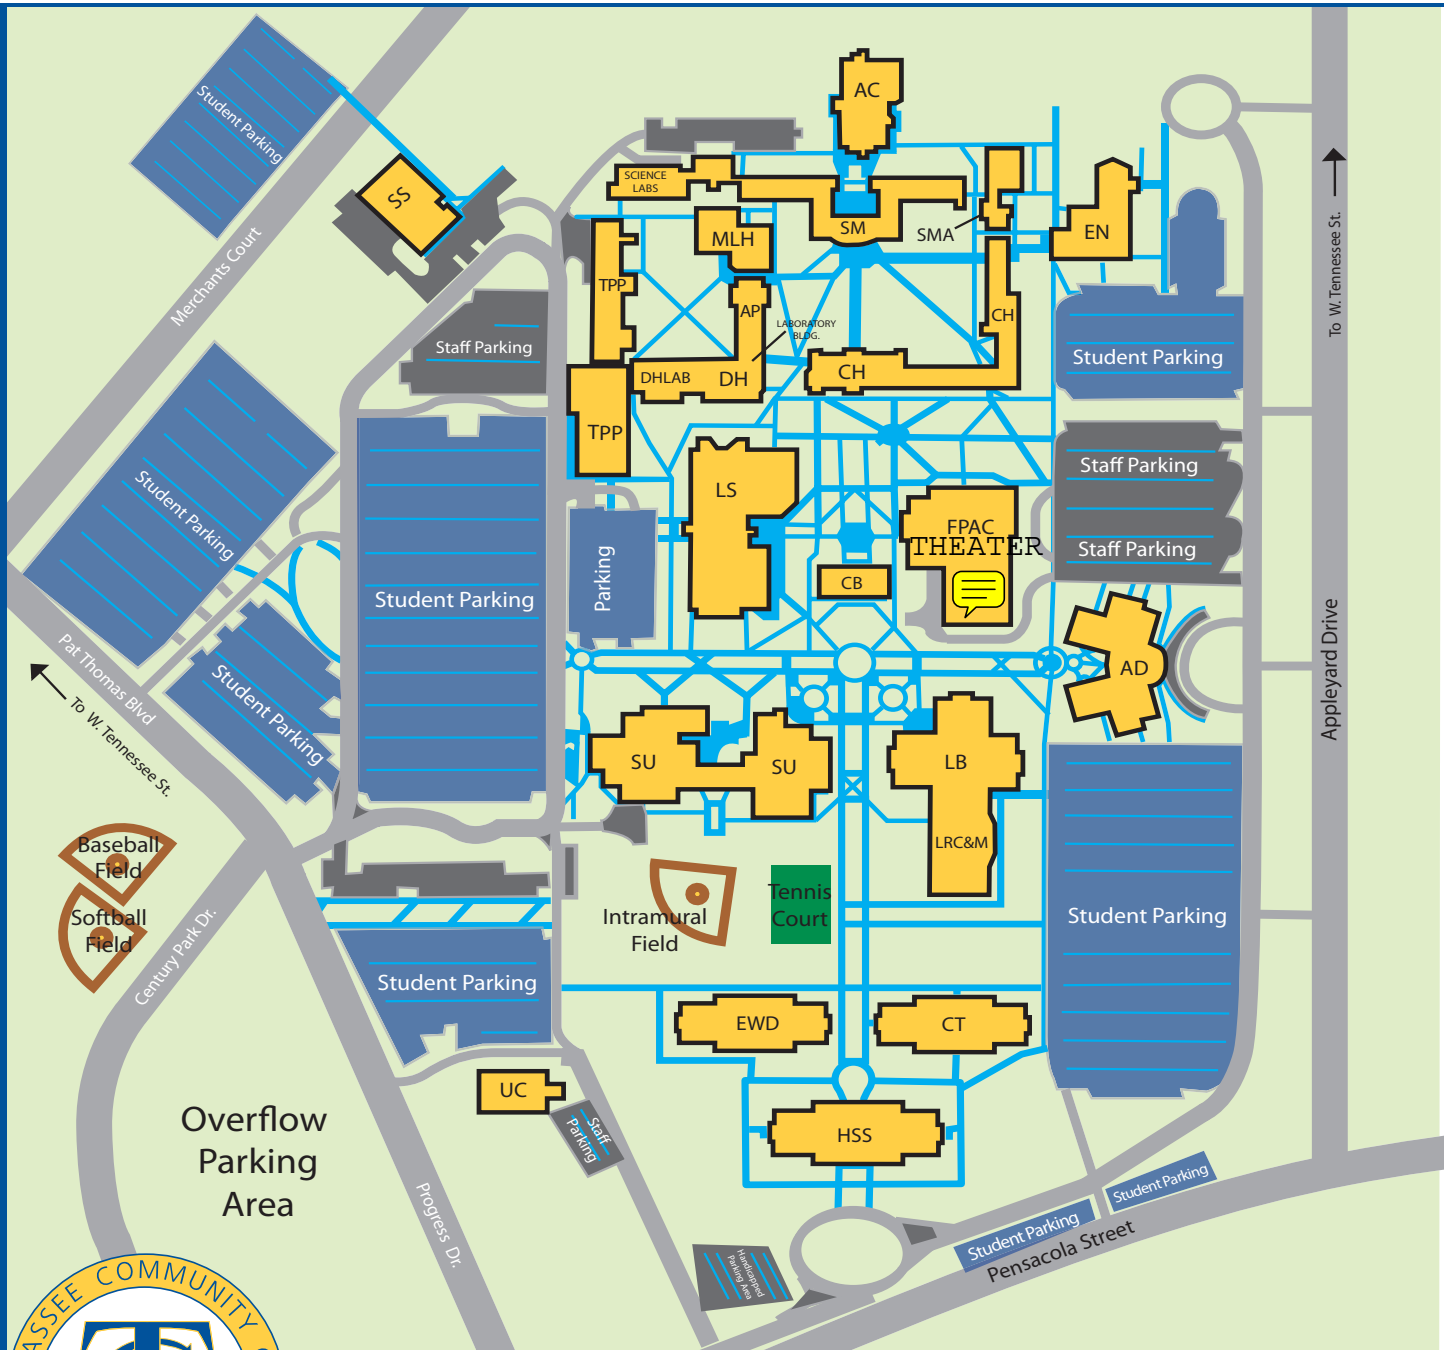 AC
Student Parking
SCIENCE
LABS
SS
SM
SMA
EN
MLH
TPP
AP
LABORATORY
BLDG.
CH
Merchants Court
To W. Tennessee St.
Staff Parking
Student Parking
DHLAB
DH
CH
TPP
LS
Staff Parking
Student Parking
FPAC
THEATER
Staff Parking
Parking
CB
Student Parking
Appleyard Drive
Pat Thomas Blvd
To W. Tennessee St.
Student Parking
AD
SU
SU
LB
LRC&M
Baseball
Field
Softball
Field
Intramural
Field
Tennis
Court
Student Parking
Century Park Dr.
Student Parking
EWD
CT
UC
Staff
Parking
HSS
Overflow
Parking
Area
Progress Dr.
Student Parking
Student Parking
Pensacola Street
Handicapped
Parking Area
COMMUNITY